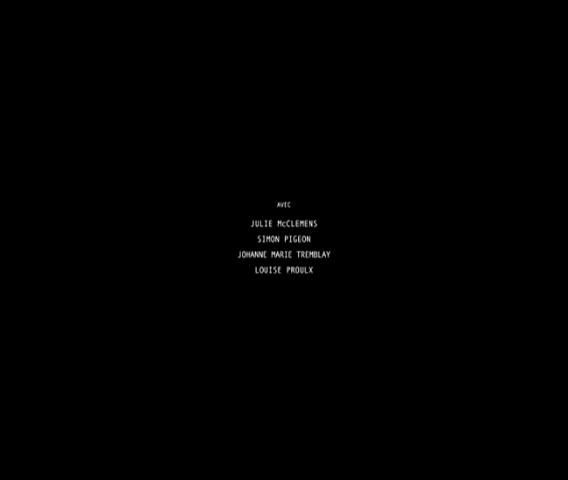 AVEC
JULIE McCLEMENS
SIMON PIGEON
JOHANNE MARIE TREMBLAY
LOUISE PROULX